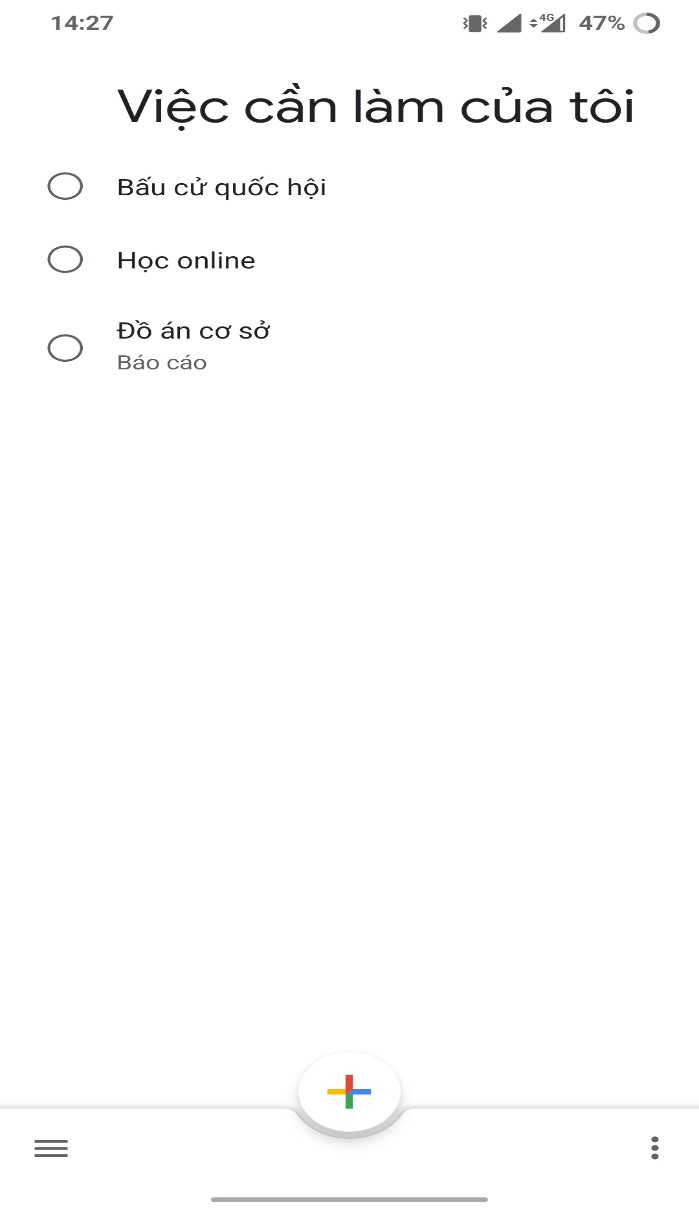 14:27
4G 47%
Việc cần làm của tôi
Bấu cử quốc hội
Học online
Đồ án cơ sở
Báo cáo